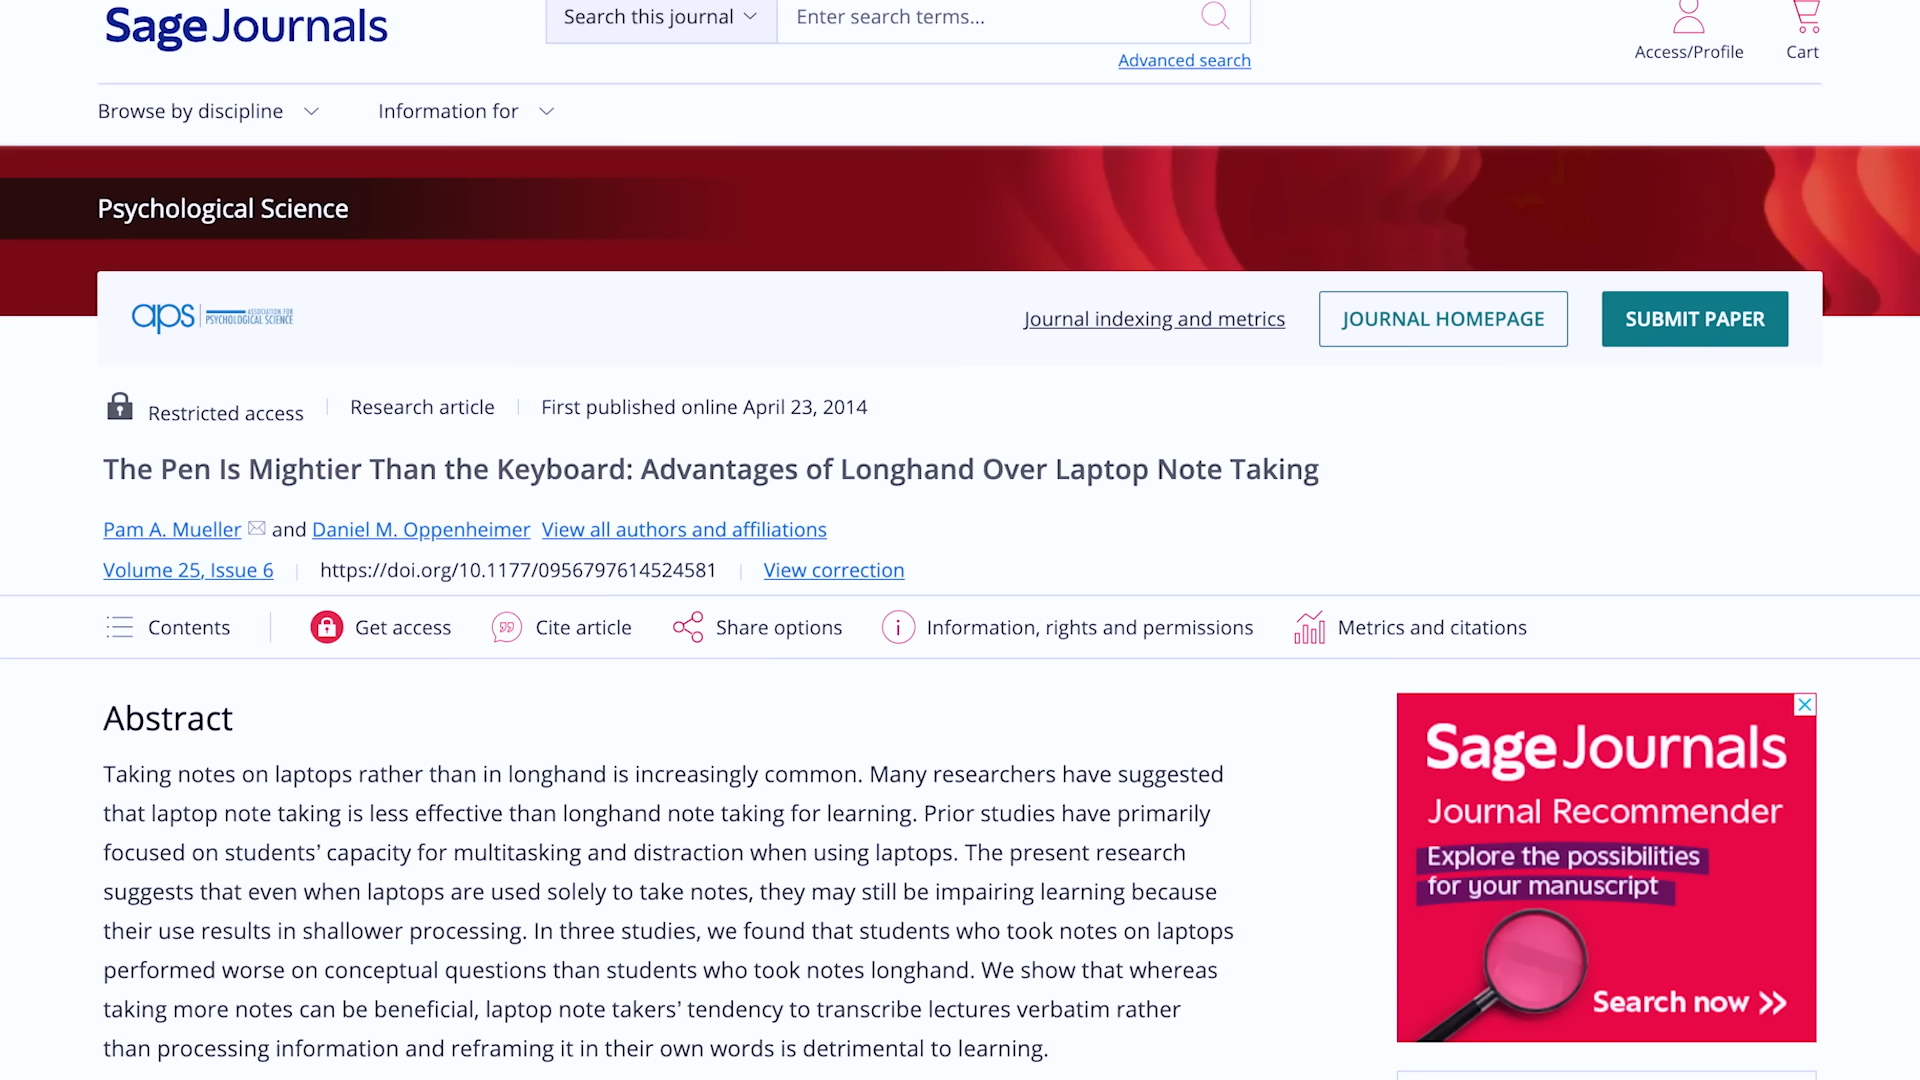 Sage Journals
Search this journal
Enter search terms...
Access/Profile
Cart
Advanced search
Browse by discipline
Information for
Psychological Science
aps
ASSOCIATION FOR
PSYCHOLOGICAL SCIENCE
Journal indexing and metrics
JOURNAL HOMEPAGE
SUBMIT PAPER
Restricted access
Research article
First published online April 23, 2014
The Pen Is Mightier Than the Keyboard: Advantages of Longhand Over Laptop Note Taking
Pam A. Mueller and Daniel M. Oppenheimer View all authors and affiliations
Volume 25, Issue 6
https://doi.org/10.1177/0956797614524581
View correction
Contents
Get access
Cite article
Share options
Information, rights and permissions
Metrics and citations
Abstract
Taking notes on laptops rather than in longhand is increasingly common. Many researchers have suggested
that laptop note taking is less effective than longhand note taking for learning. Prior studies have primarily
focused on students’ capacity for multitasking and distraction when using laptops. The present research
suggests that even when laptops are used solely to take notes, they may still be impairing learning because
their use results in shallower processing. In three studies, we found that students who took notes on laptops
performed worse on conceptual questions than students who took notes longhand. We show that whereas
taking more notes can be beneficial, laptop note takers’ tendency to transcribe lectures verbatim rather
than processing information and reframing it in their own words is detrimental to learning.
Sage Journals
Journal Recommender
Explore the possibilities
for your manuscript
Search now